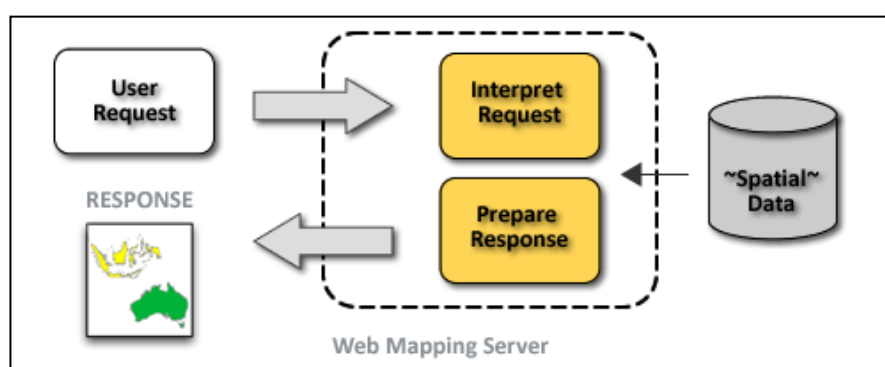 User
Request
Interpret
Request
~Spatial~
Data
RESPONSE
Prepare
Response
Web Mapping Server